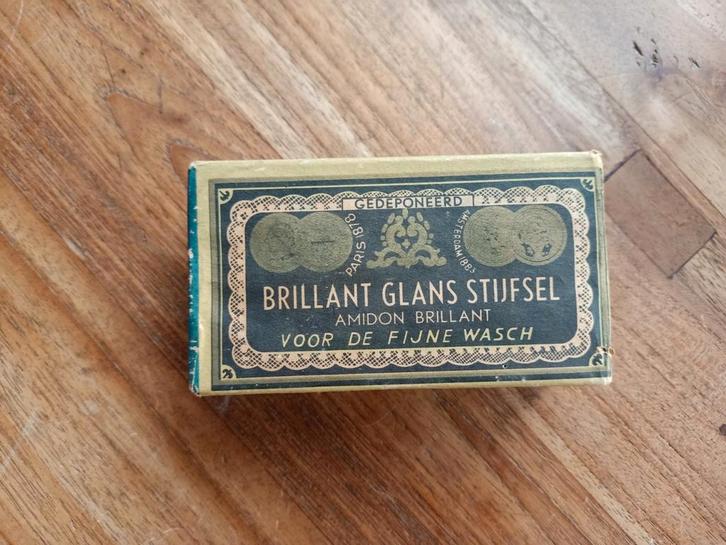 GEDEPONEERD
PARIS 1878
AMSTERDAM 1883
BRILLANT GLANS STIJFSEL
AMIDON BRILLANT
VOOR DE FIJNE WASCH